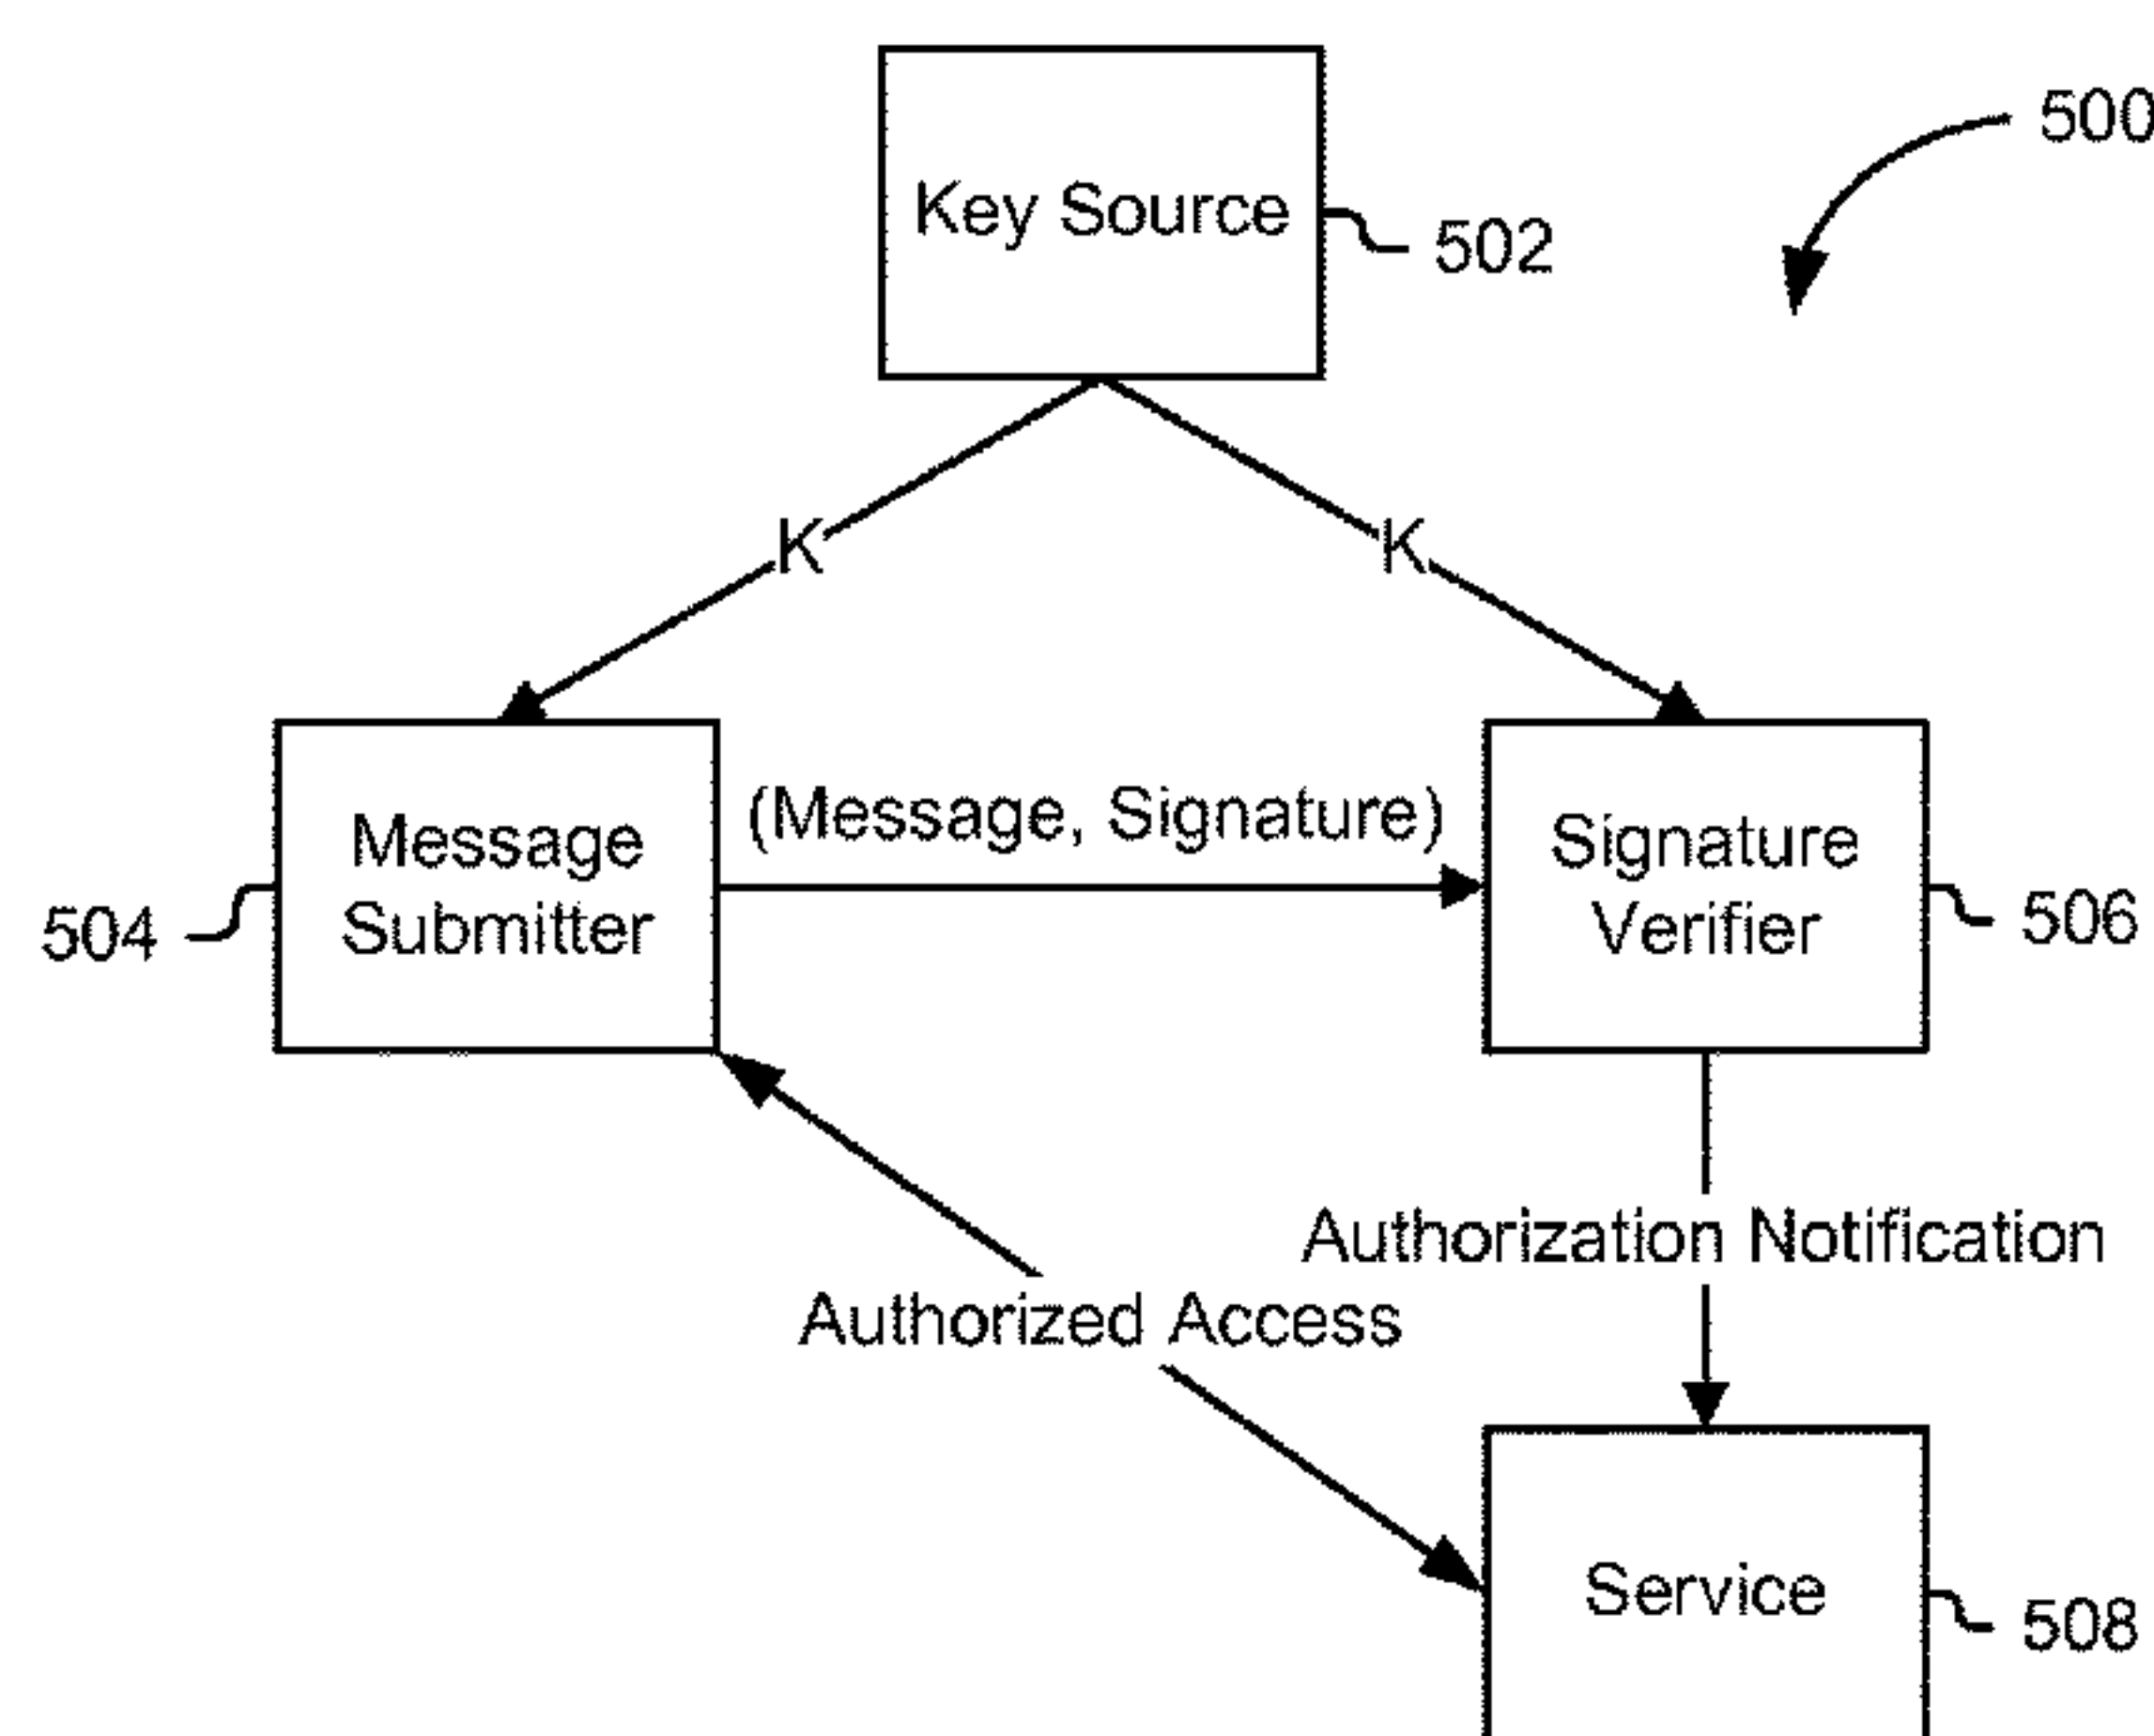 500
Key Source
502
K
K
Message
Submitter
504
(Message, Signature)
Signature
Verifier
506
Authorization Notification
Authorized Access
Service
508